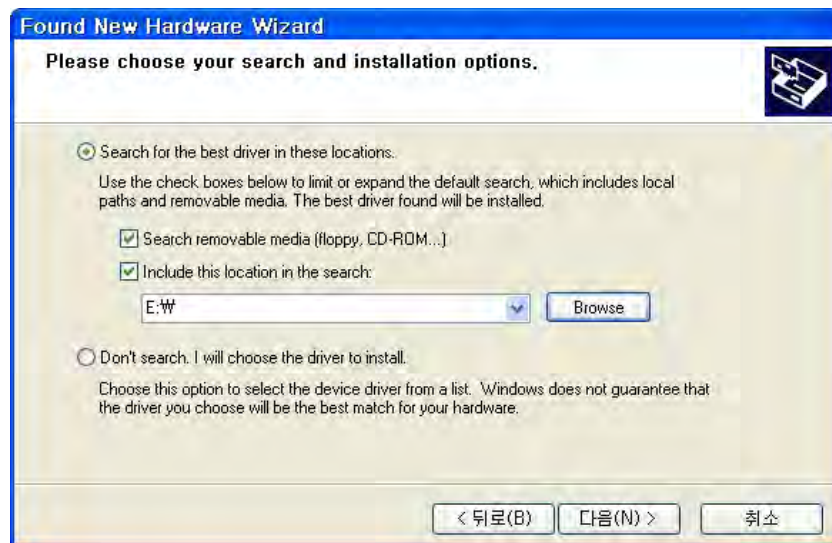 Found New Hardware Wizard
Please choose your search and installation options.
Search for the best driver in these locations.
Use the check boxes below to limit or expand the default search, which includes local
paths and removable media. The best driver found will be installed.
Search removable media (floppy, CD-ROM...)
Include this location in the search:
E:₩
Browse
Don't search. I will choose the driver to install.
Choose this option to select the device driver from a list. Windows does not guarantee that
the driver you choose will be the best match for your hardware.
< 뒤로(B) 다음(N) > 취소